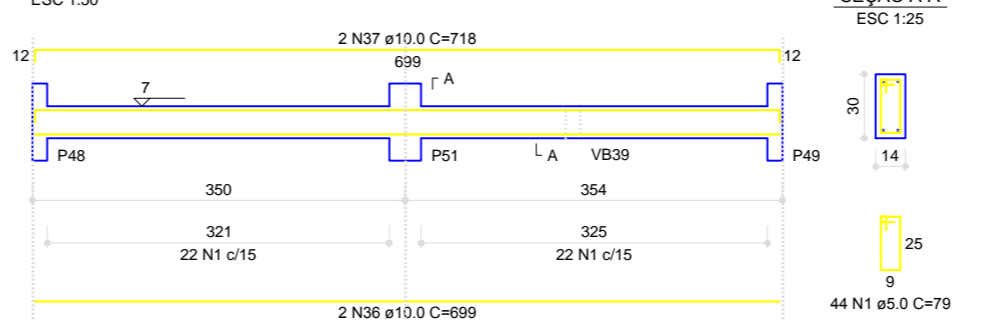 ESC 1:50
SEÇÃO A-A
ESC 1:25
2 N37 ø10.0 C=718
12
699
12
7
A
30
P48
P51
A
VB39
P49
14
350
354
321
325
22 N1 c/15
22 N1 c/15
25
9
2 N36 ø10.0 C=699
44 N1 ø5.0 C=79